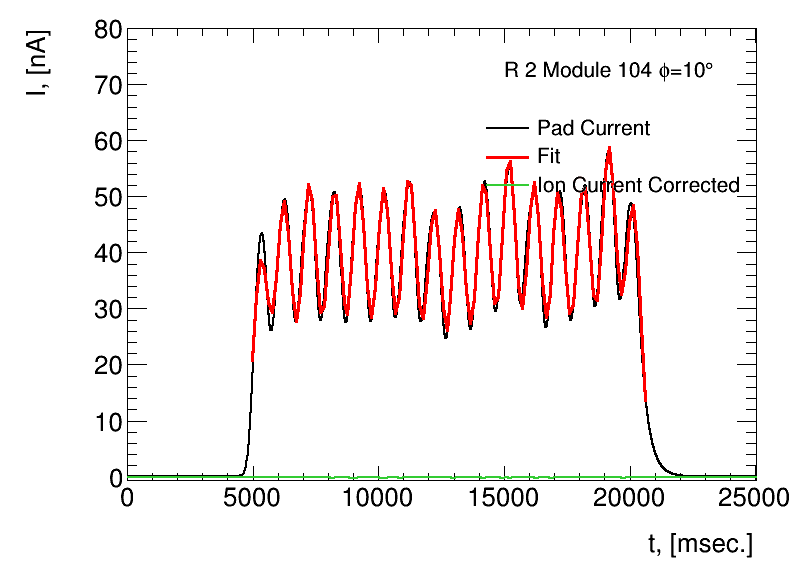 I, [nA]
80
70
60
50
40
30
20
10
0
R 2 Module 104 ϕ=10°
Pad Current
Fit
Ion Current Corrected
0 5000 10000 15000 20000 25000
t, [msec.]